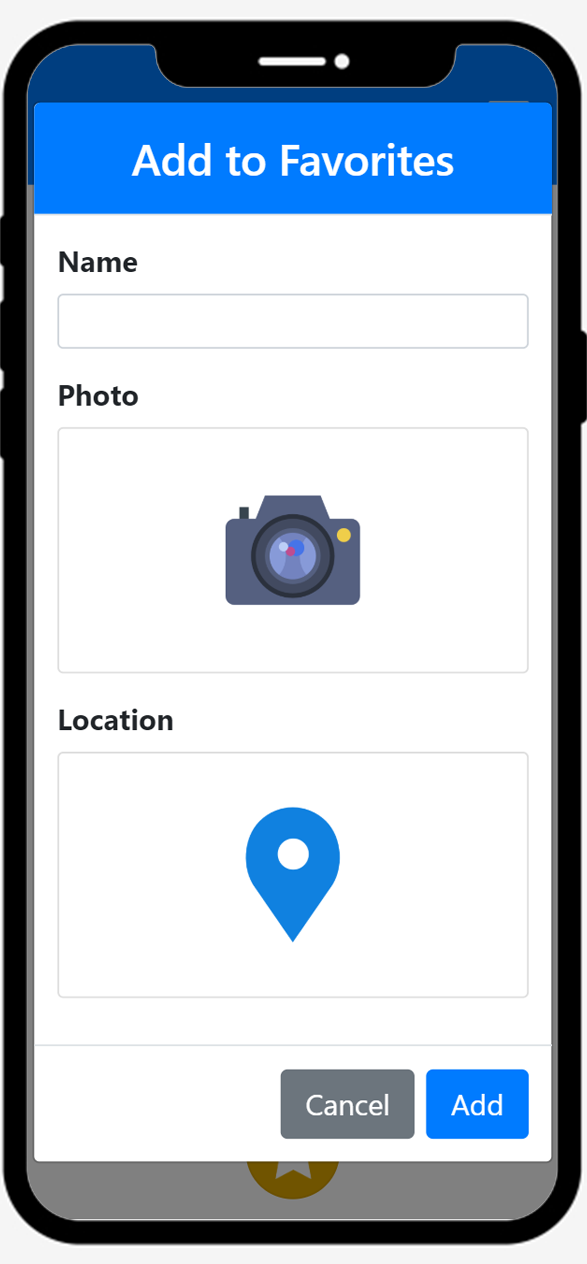 Add to Favorites
Name
Photo
Location
Cancel Add